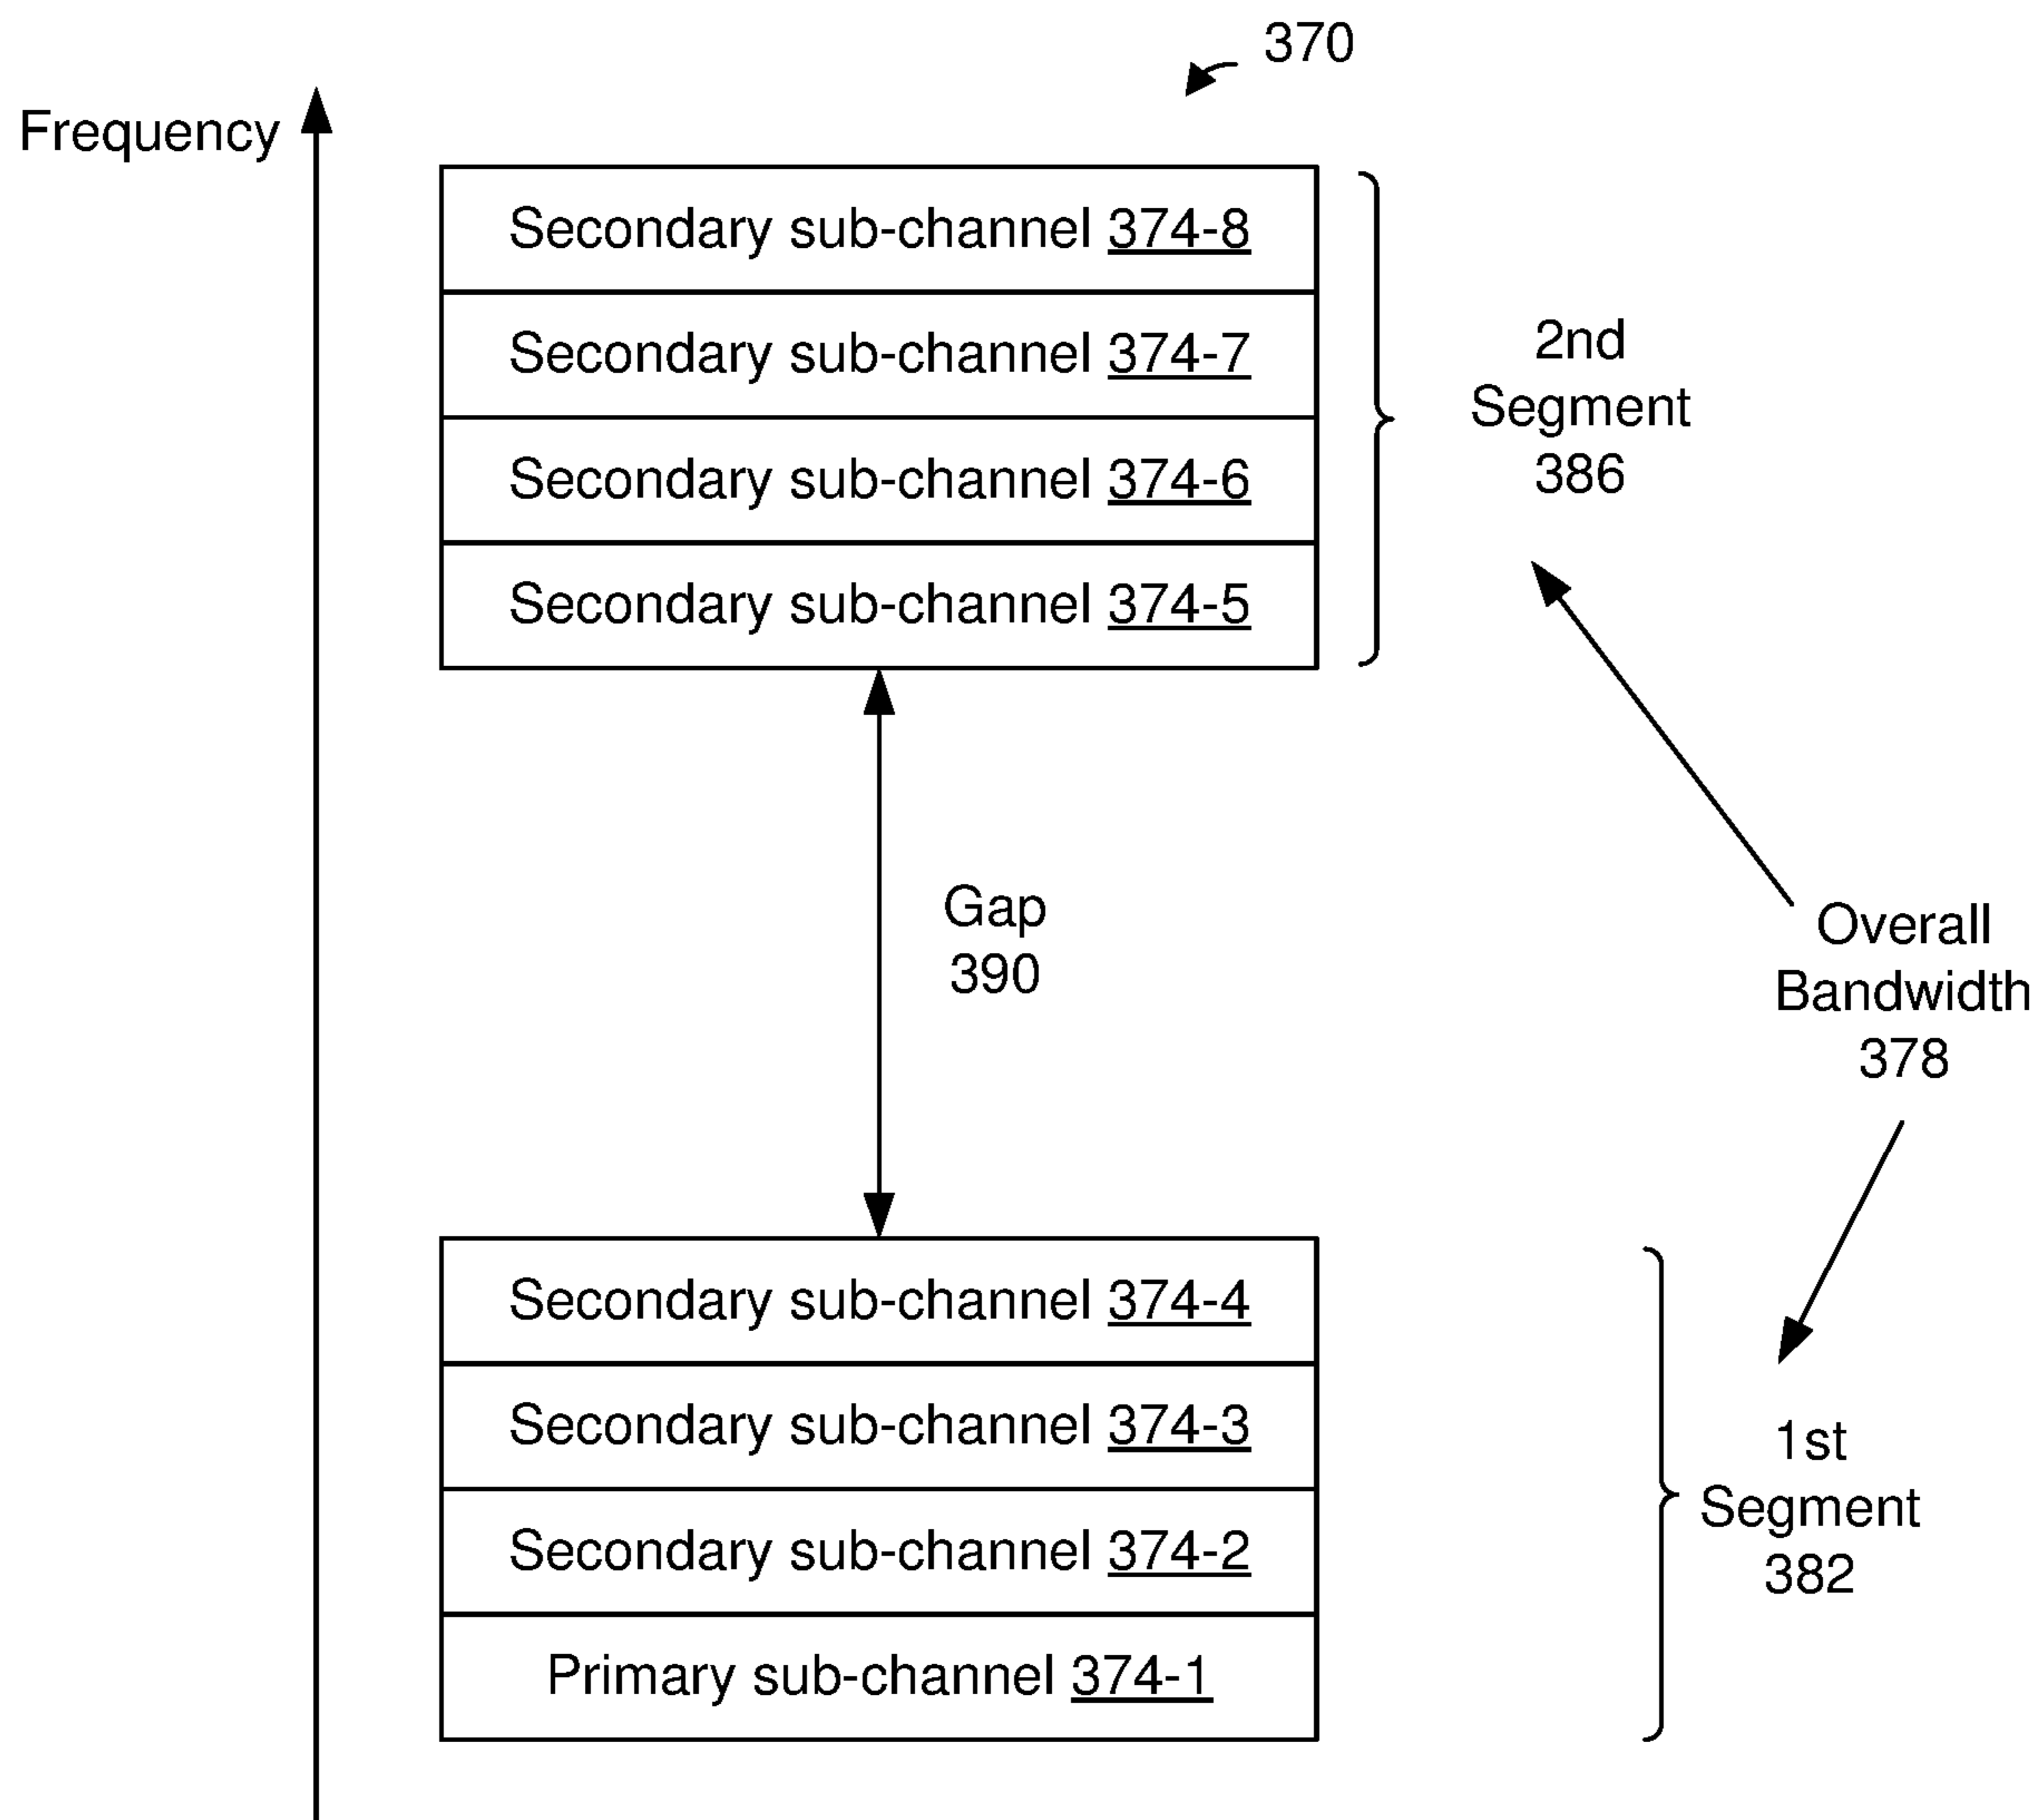 370
Frequency
Secondary sub-channel 374-8
Secondary sub-channel 374-7
Secondary sub-channel 374-6
Secondary sub-channel 374-5
2nd
Segment
386
Gap
390
Overall
Bandwidth
378
Secondary sub-channel 374-4
Secondary sub-channel 374-3
Secondary sub-channel 374-2
Primary sub-channel 374-1
1st
Segment
382